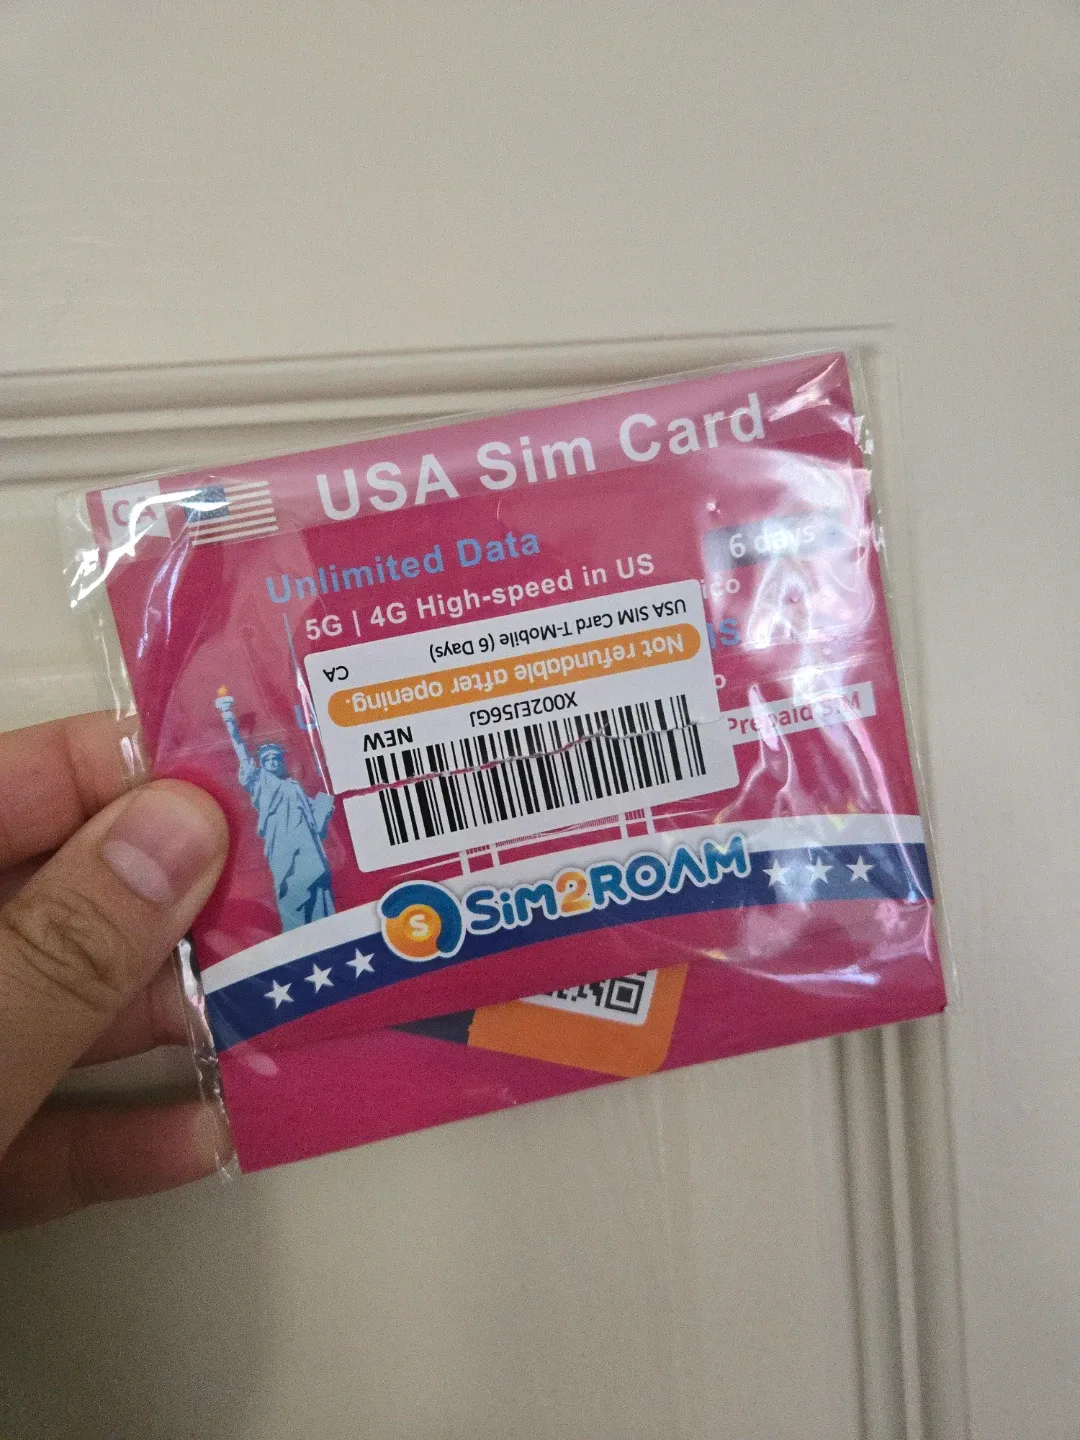 CA
USA Sim Card
Unlimited Data
6 days
5G | 4G High-speed in US
USA SIM Card T-Mobile (6 Days)
CA
Not refundable after opening.
X002EJ56GJ
NEW
Prepaid SIM
SiM2ROAM